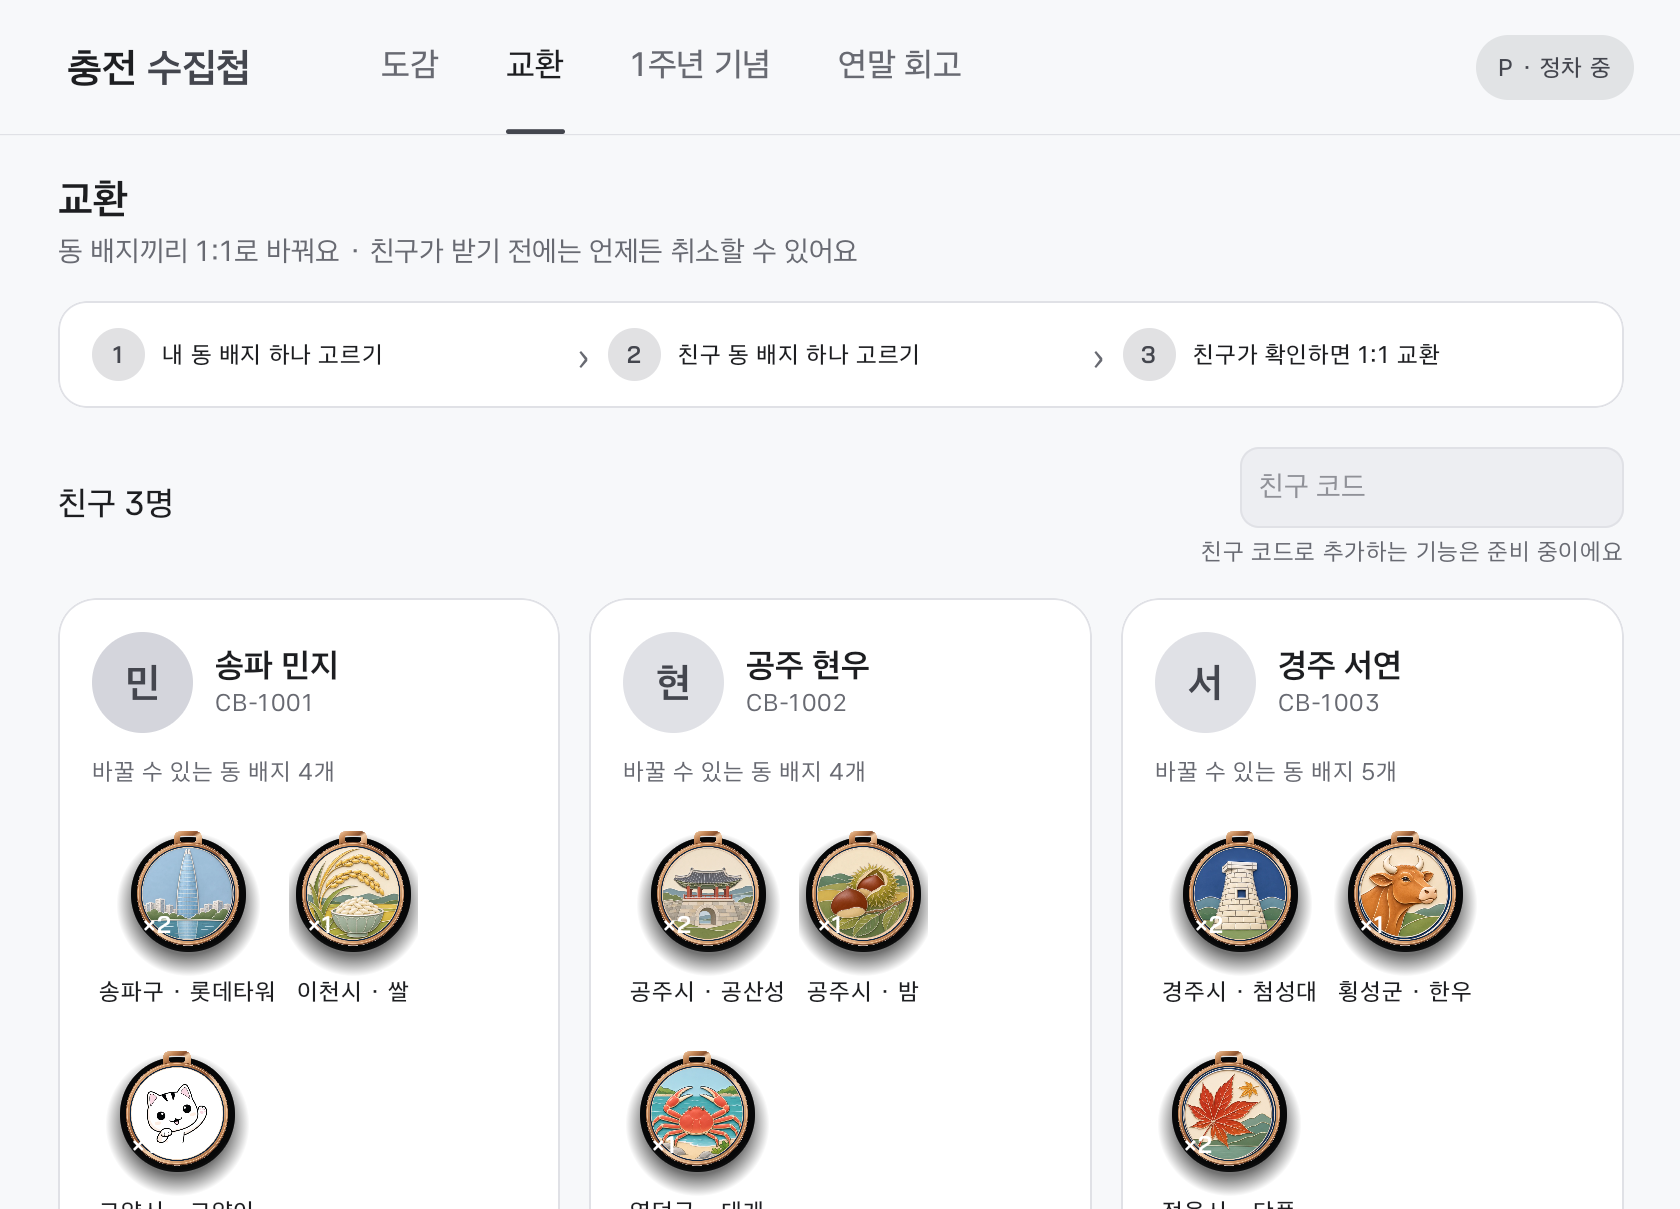 충전 수집첩
도감
교환
1주년 기념
연말 회고
P · 정차 중
교환
동 배지끼리 1:1로 바꿔요 · 친구가 받기 전에는 언제든 취소할 수 있어요
1 내 동 배지 하나 고르기 ›
2 친구 동 배지 하나 고르기 ›
3 친구가 확인하면 1:1 교환
친구 3명
친구 코드
친구 코드로 추가하는 기능은 준비 중이에요
민
송파 민지
CB-1001
바꿀 수 있는 동 배지 4개
×2
×1
송파구 · 롯데타워
이천시 · 쌀
현
공주 현우
CB-1002
바꿀 수 있는 동 배지 4개
×2
×1
공주시 · 공산성
공주시 · 밤
×1
서
경주 서연
CB-1003
바꿀 수 있는 동 배지 5개
×2
×1
경주시 · 첨성대
횡성군 · 한우
×2